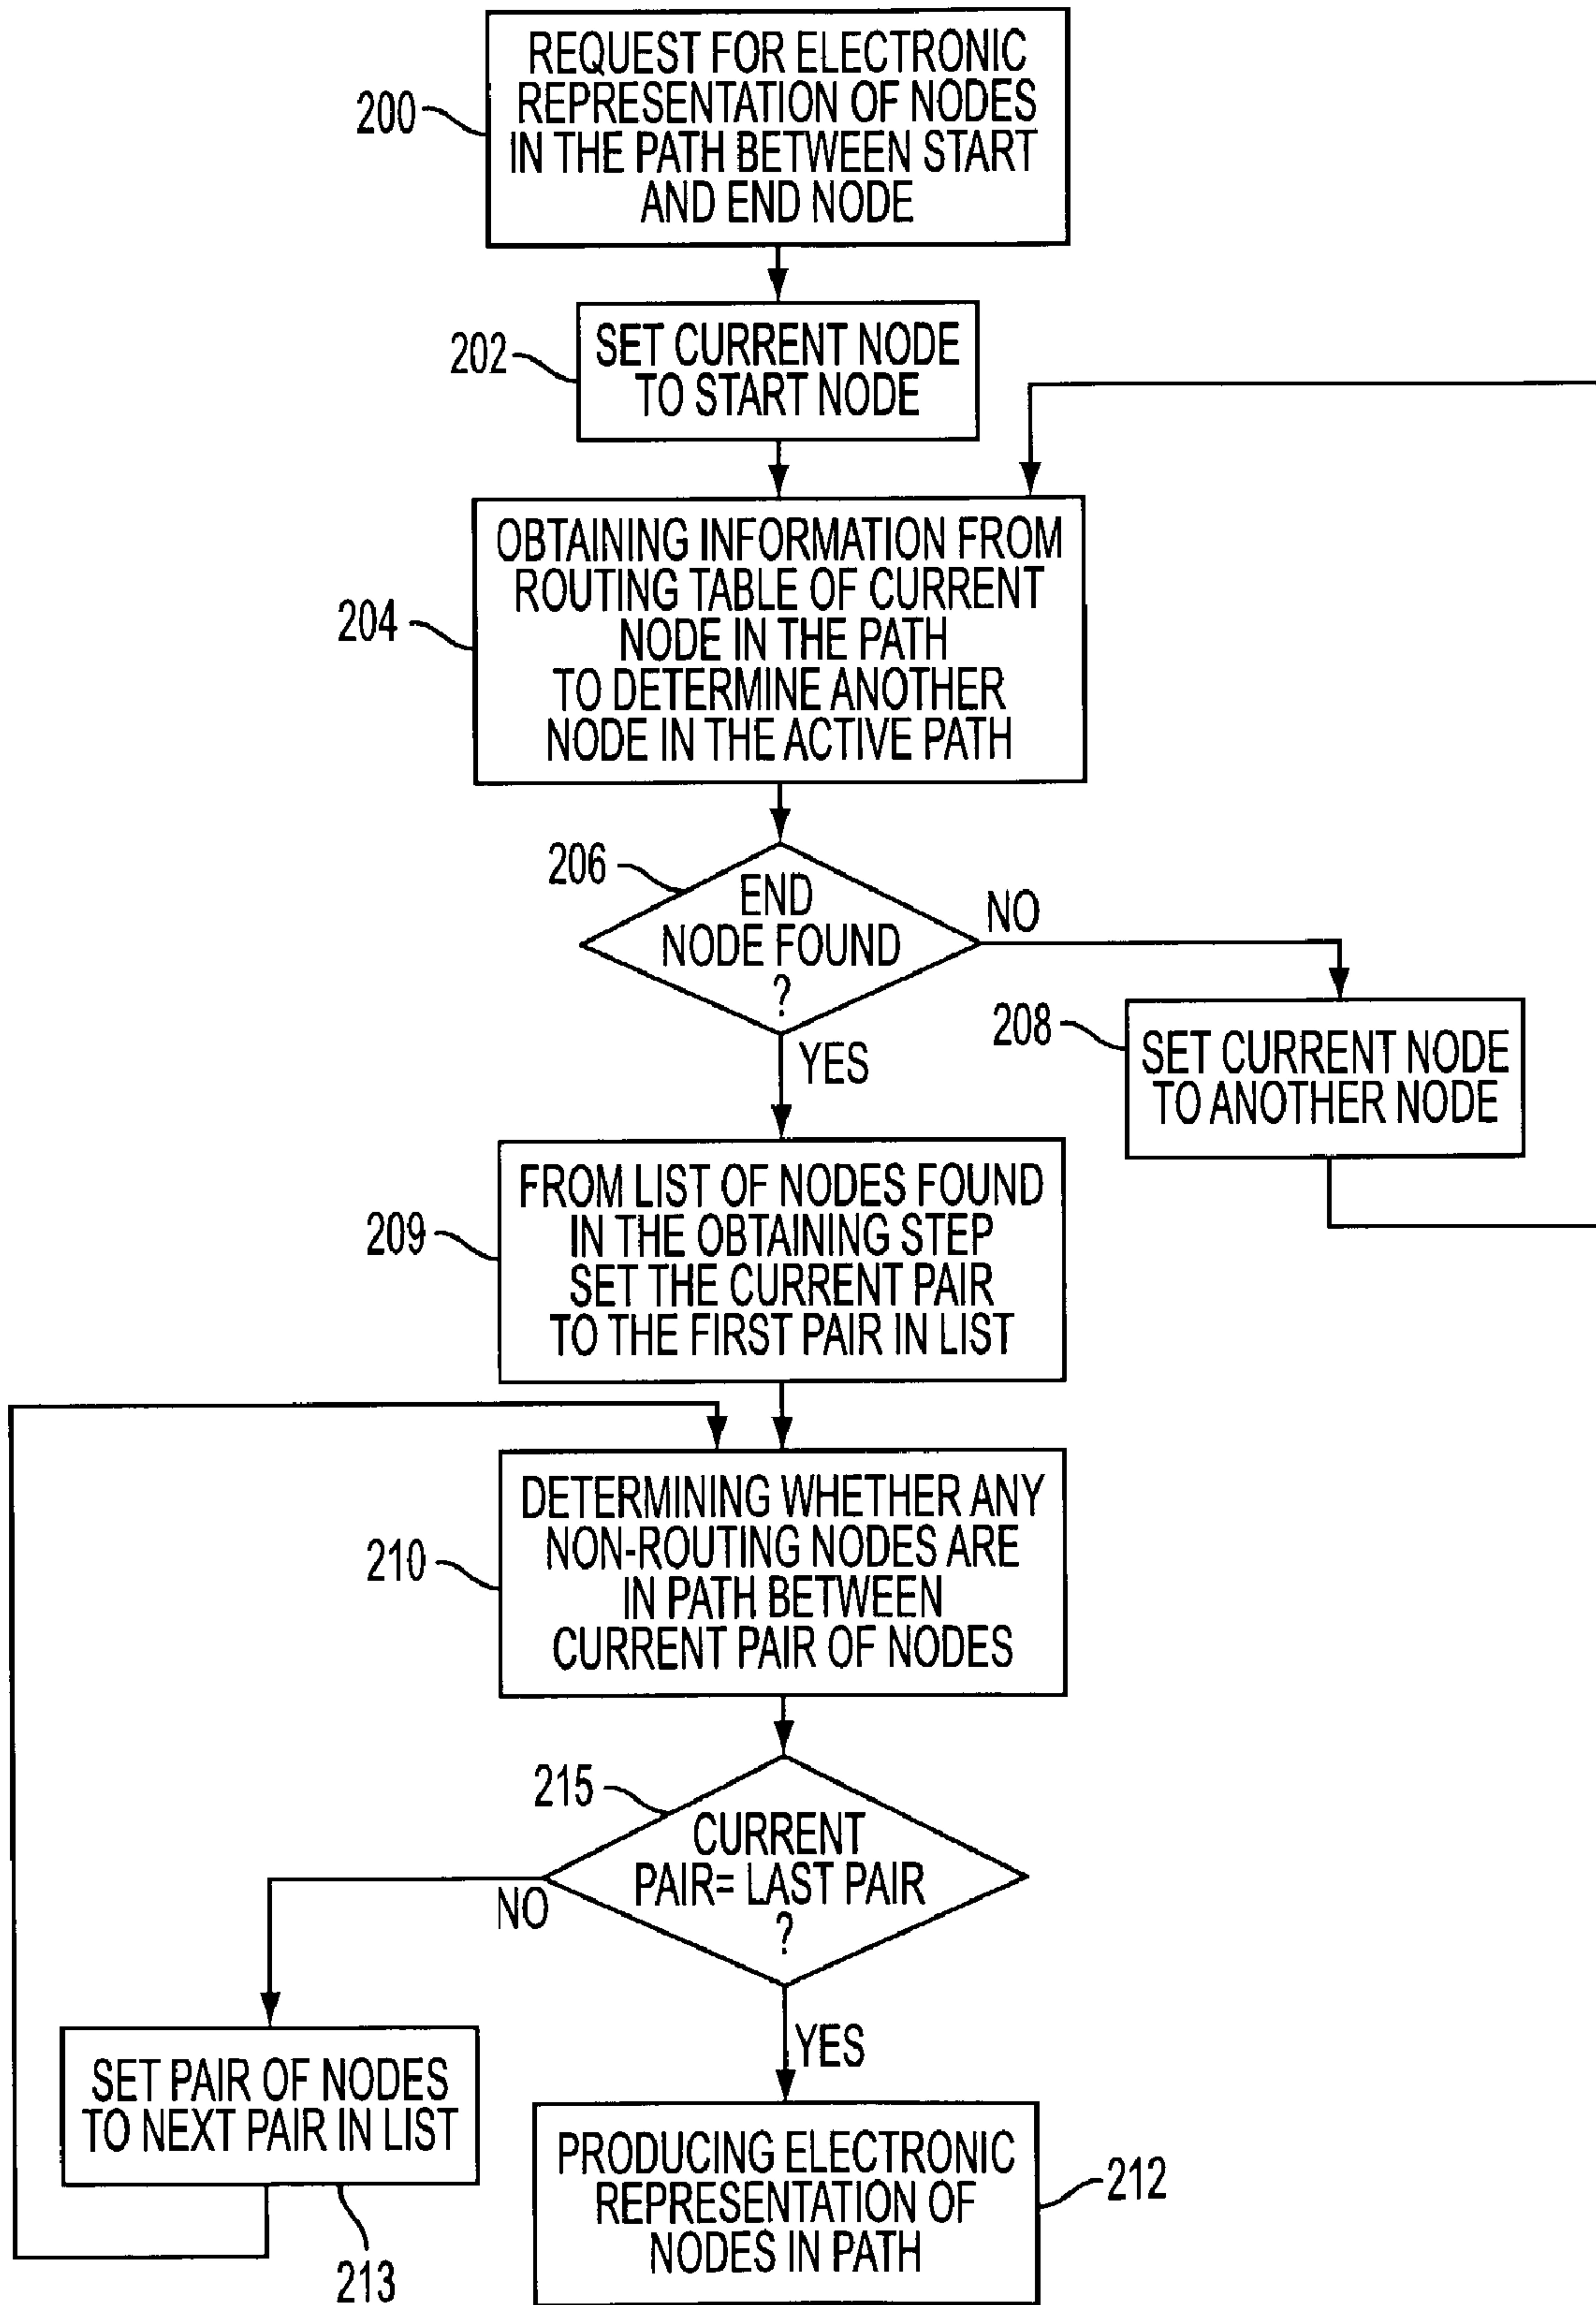 REQUEST FOR ELECTRONIC
REPRESENTATION OF NODES
IN THE PATH BETWEEN START
AND END NODE
200
SET CURRENT NODE
TO START NODE
202
OBTAINING INFORMATION FROM
ROUTING TABLE OF CURRENT
NODE IN THE PATH
TO DETERMINE ANOTHER
NODE IN THE ACTIVE PATH
204
206
END
NODE FOUND
?
NO
YES
208
SET CURRENT NODE
TO ANOTHER NODE
FROM LIST OF NODES FOUND
IN THE OBTAINING STEP
SET THE CURRENT PAIR
TO THE FIRST PAIR IN LIST
209
DETERMINING WHETHER ANY
NON-ROUTING NODES ARE
IN PATH BETWEEN
CURRENT PAIR OF NODES
210
215
CURRENT
PAIR= LAST PAIR
?
NO
YES
SET PAIR OF NODES
TO NEXT PAIR IN LIST
213
PRODUCING ELECTRONIC
REPRESENTATION OF
NODES IN PATH
212